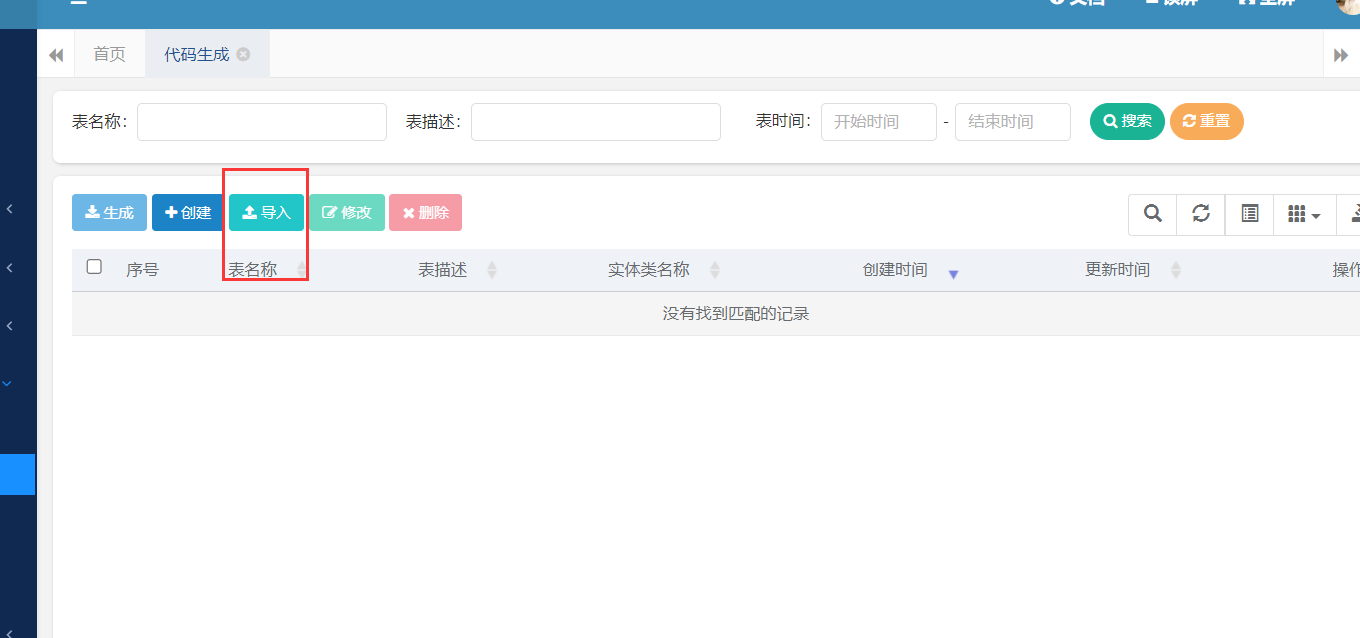 首页 代码生成
表名称： 表描述： 表时间： 开始时间 - 结束时间 搜索 重置
生成 创建 导入 修改 删除
序号 表名称 表描述 实体类名称 创建时间 更新时间 操作
没有找到匹配的记录